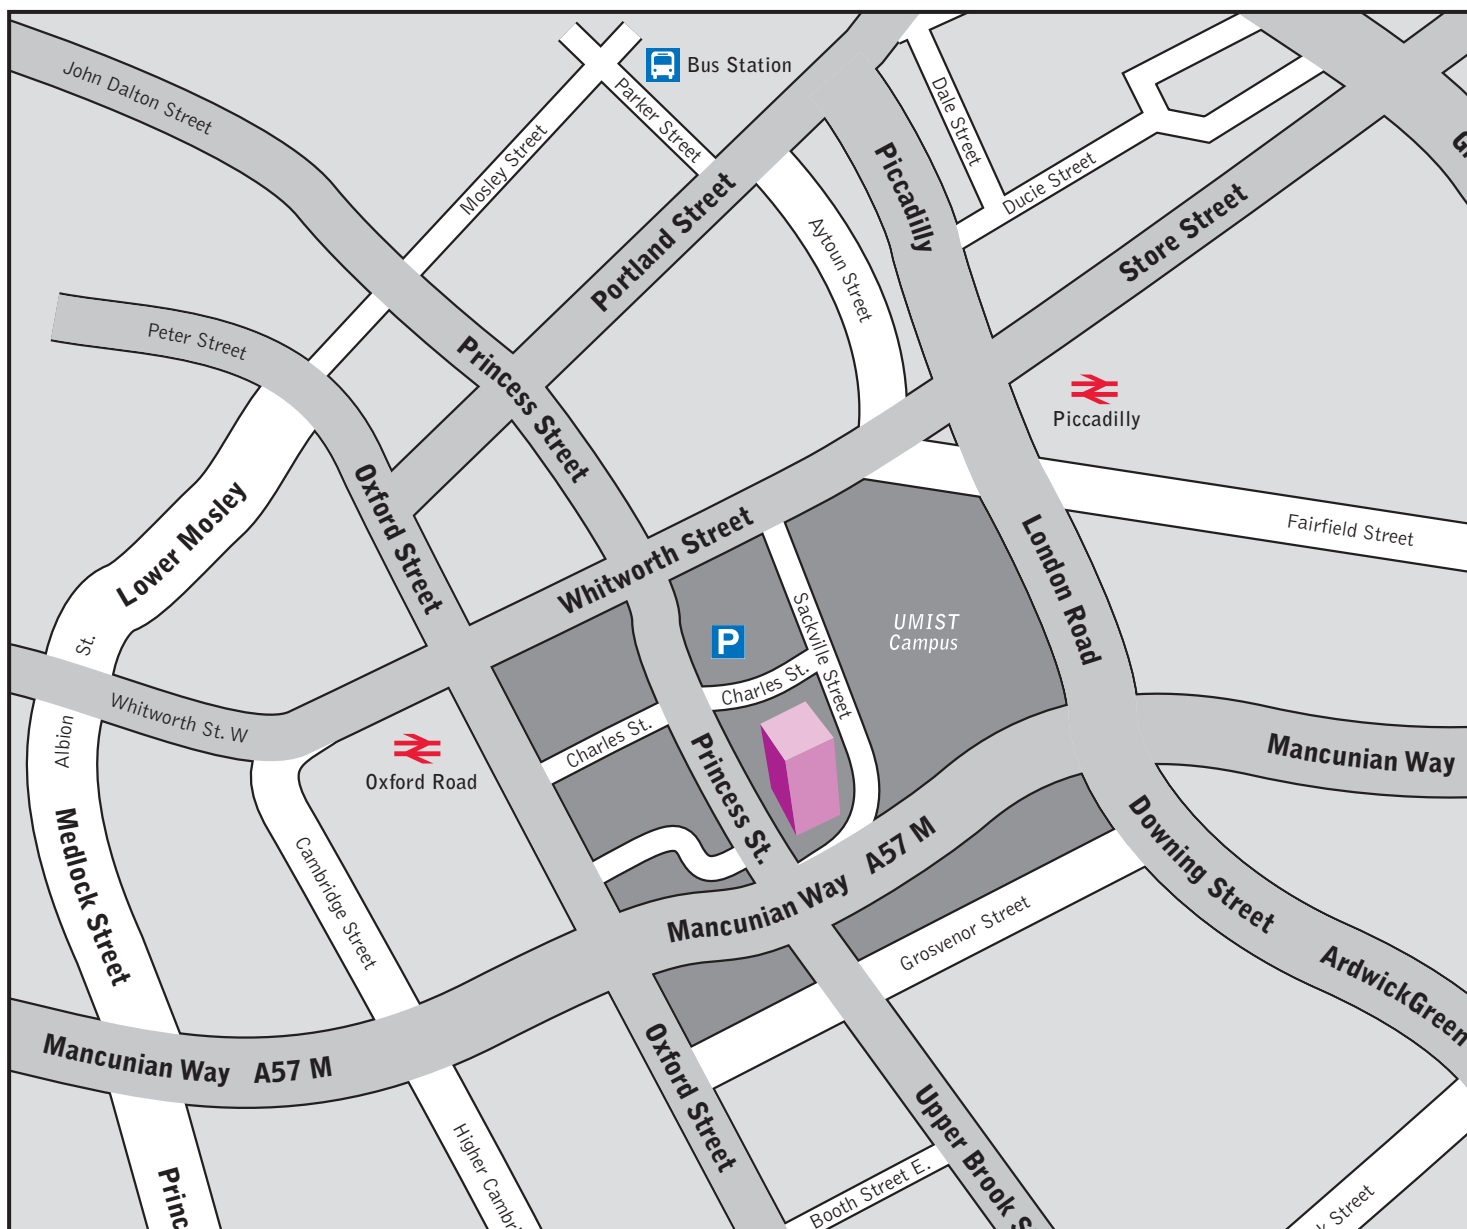 John Dalton Street
Bus Station
Parker Street
Mosley Street
Dale Street
Piccadilly
Ducie Street
Portland Street
Aytoun Street
Store Street
Peter Street
Princess Street
Piccadilly
Oxford Street
Lower Mosley
Whitworth Street
Fairfield Street
London Road
Sackville Street
UMIST
Campus
P
St.
Albion
Charles St.
Whitworth St. W
Charles St.
Oxford Road
Princess St.
Mancunian Way
Medlock Street
Cambridge Street
A57 M
Mancunian Way
Downing Street
Grosvenor Street
ArdwickGreen
Mancunian Way A57 M
Oxford Street
Upper Brook S
Higher Cambr
Princ
Booth Street E.
k Street